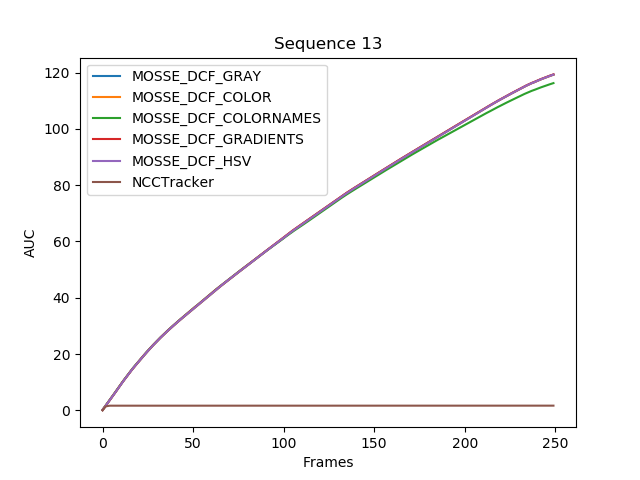 Sequence 13
MOSSE_DCF_GRAY
MOSSE_DCF_COLOR
MOSSE_DCF_COLORNAMES
MOSSE_DCF_GRADIENTS
MOSSE_DCF_HSV
NCCTracker
AUC
120
100
80
60
40
20
0
0 50 100 150 200 250
Frames